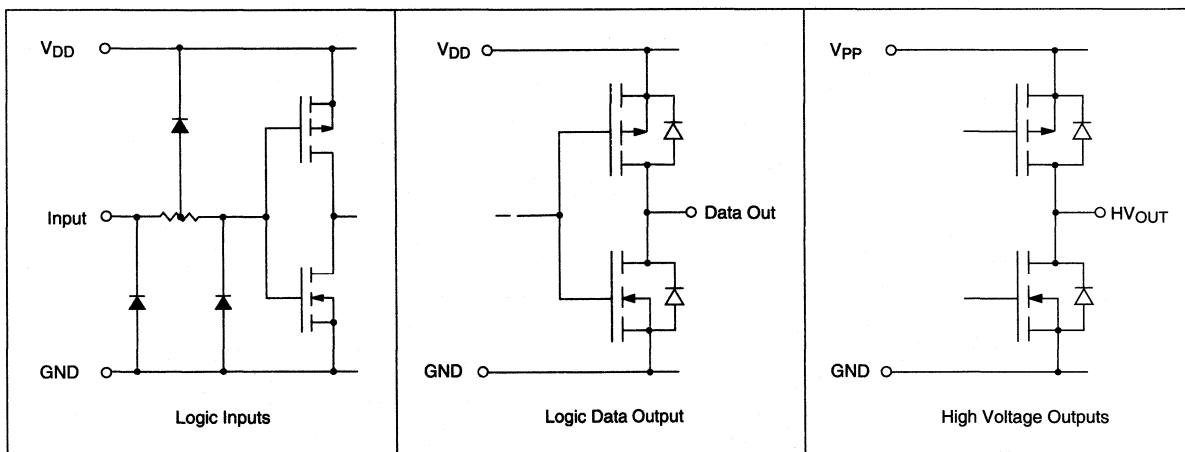 VDD
Input
GND
Logic Inputs
VDD
Data Out
GND
Logic Data Output
VPP
HVOUT
GND
High Voltage Outputs